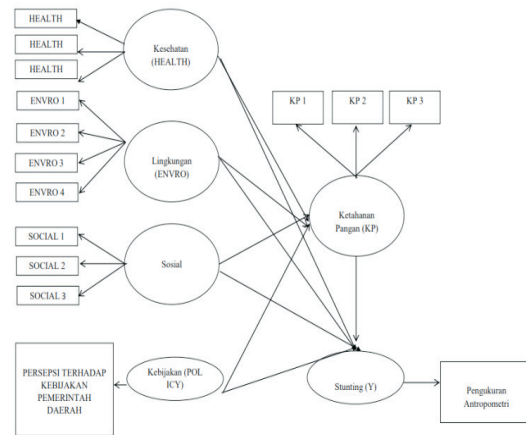 HEALTH
HEALTH
HEALTH
Kesehatan
(HEALTH)
ENVRO 1
ENVRO 2
ENVRO 3
ENVRO 4
Lingkungan
(ENVRO)
SOCIAL 1
SOCIAL 2
SOCIAL 3
Sosial
PERSEPSI TERHADAP
KEBIJAKAN
PEMERINTAH
DAERAH
Kebijakan (POL
ICY)
KP 1
KP 2
KP 3
Ketahanan
Pangan (KP)
Stunting (Y)
Pengukuran
Antropometri